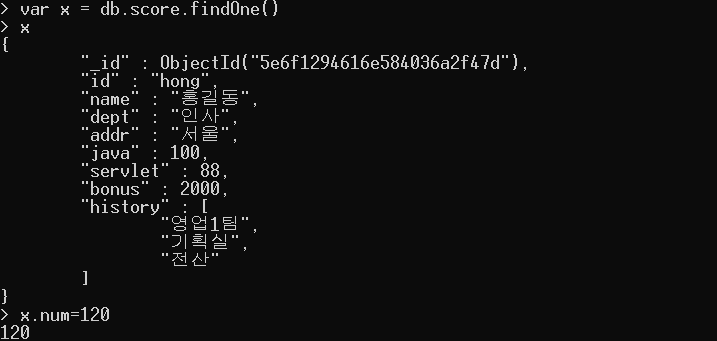 > var x = db.score.findOne()
> x
{
        "_id" : ObjectId("5e6f1294616e584036a2f47d"),
        "id" : "hong",
        "name" : "홍길동",
        "dept" : "인사",
        "addr" : "서울",
        "java" : 100,
        "servlet" : 88,
        "bonus" : 2000,
        "history" : [
                "영업1팀",
                "기획실",
                "전산"
        ]
}
> x.num=120
120